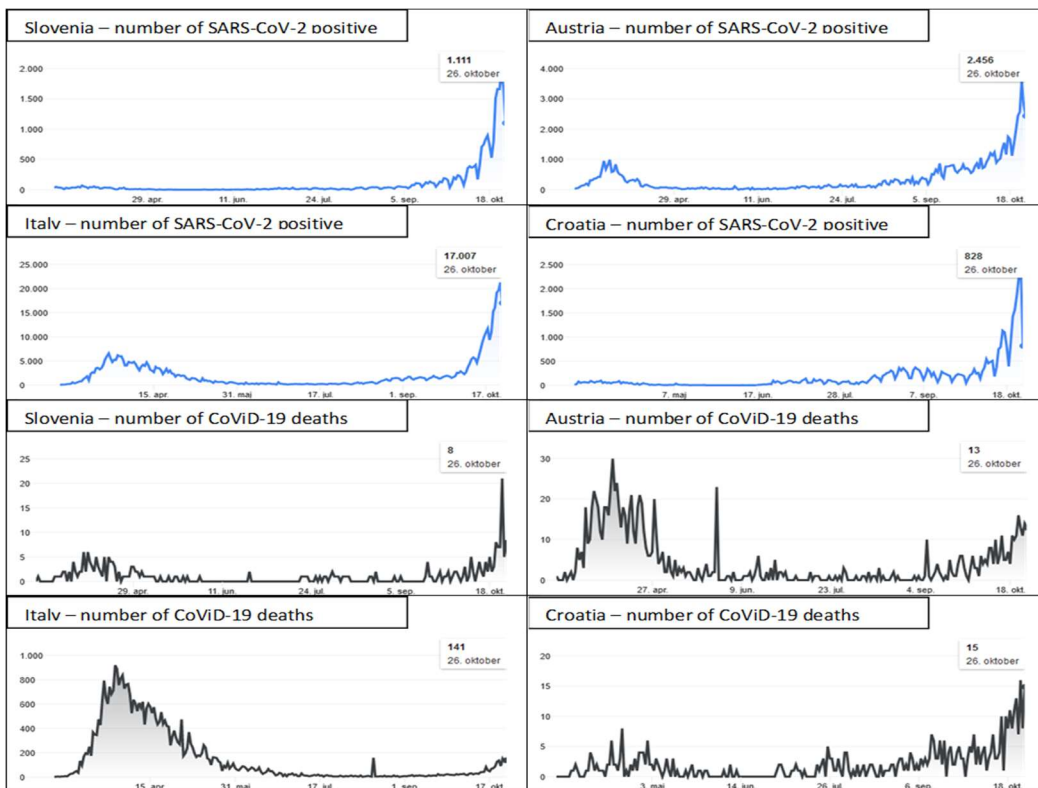 Slovenia – number of SARS-CoV-2 positive
1.111
26. oktober
2.000
1.500
1.000
500
0
29. apr.
11. jun.
24. jul.
5. sep.
18. okt.
Austria – number of SARS-CoV-2 positive
2.456
26. oktober
4.000
3.000
2.000
1.000
0
29. apr.
11. jun.
24. jul.
5. sep.
18. okt.
Italy – number of SARS-CoV-2 positive
17.007
26. oktober
25.000
20.000
15.000
10.000
5.000
0
15. apr.
31. maj
17. jul.
1. sep.
17. okt.
Croatia – number of SARS-CoV-2 positive
828
26. oktober
2.500
2.000
1.500
1.000
500
0
7. maj
17. jun.
28. jul.
7. sep.
18. okt.
Slovenia – number of CoViD-19 deaths
8
26. oktober
25
20
15
10
5
0
29. apr.
11. jun.
24. jul.
5. sep.
18. okt.
Austria – number of CoViD-19 deaths
13
26. oktober
30
20
10
0
27. apr.
9. jun.
23. jul.
4. sep.
18. okt.
Italy – number of CoViD-19 deaths
141
26. oktober
1.000
800
600
400
200
0
15. apr.
31. maj
17. jul.
1. sep.
17. okt.
Croatia – number of CoViD-19 deaths
15
26. oktober
20
15
10
5
0
3. maj
14. jun.
26. jul.
6. sep.
18. okt.